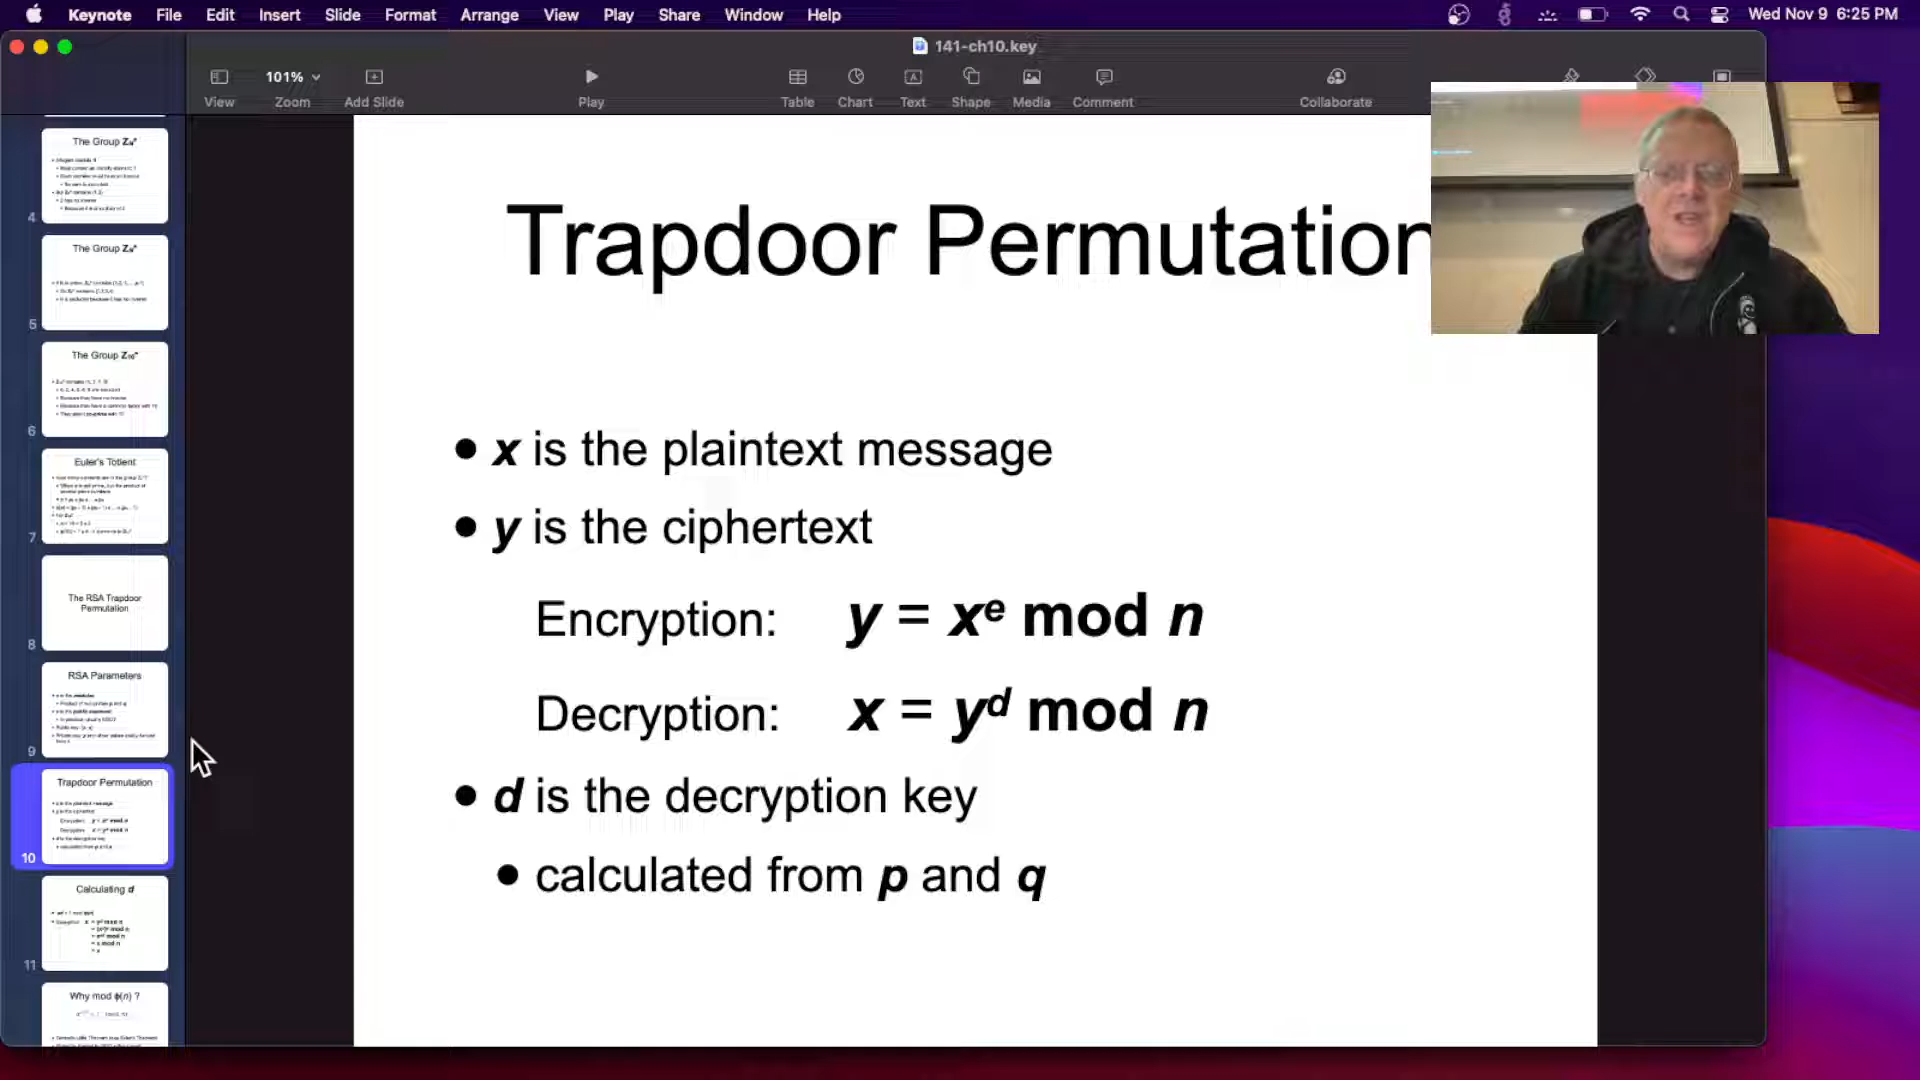 Keynote File Edit Insert Slide Format Arrange View Play Share Window Help Wed Nov 9 6:25 PM
141-ch10.key
101%
View Zoom Add Slide Play Table Chart Text Shape Media Comment Collaborate
The Group
4
The Group
5
The Group
6
Euler's Totient
7
The RSA Trapdoor
Permutation
8
RSA Parameters
9
Trapdoor Permutation
10
Calculating d
11
Why mod ϕ(n) ?
Trapdoor Permutation
• x is the plaintext message
• y is the ciphertext
Encryption: y = xᵉ mod n
Decryption: x = yᵈ mod n
• d is the decryption key
• calculated from p and q